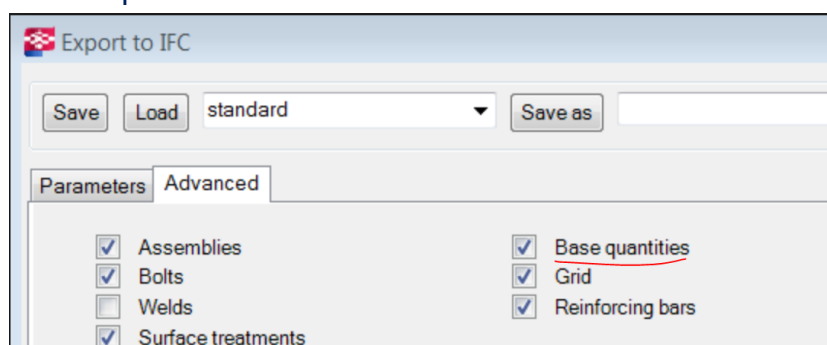 Export to IFC
Save Load standard Save as
Parameters Advanced
Assemblies Base quantities
Bolts Grid
Welds Reinforcing bars
Surface treatments